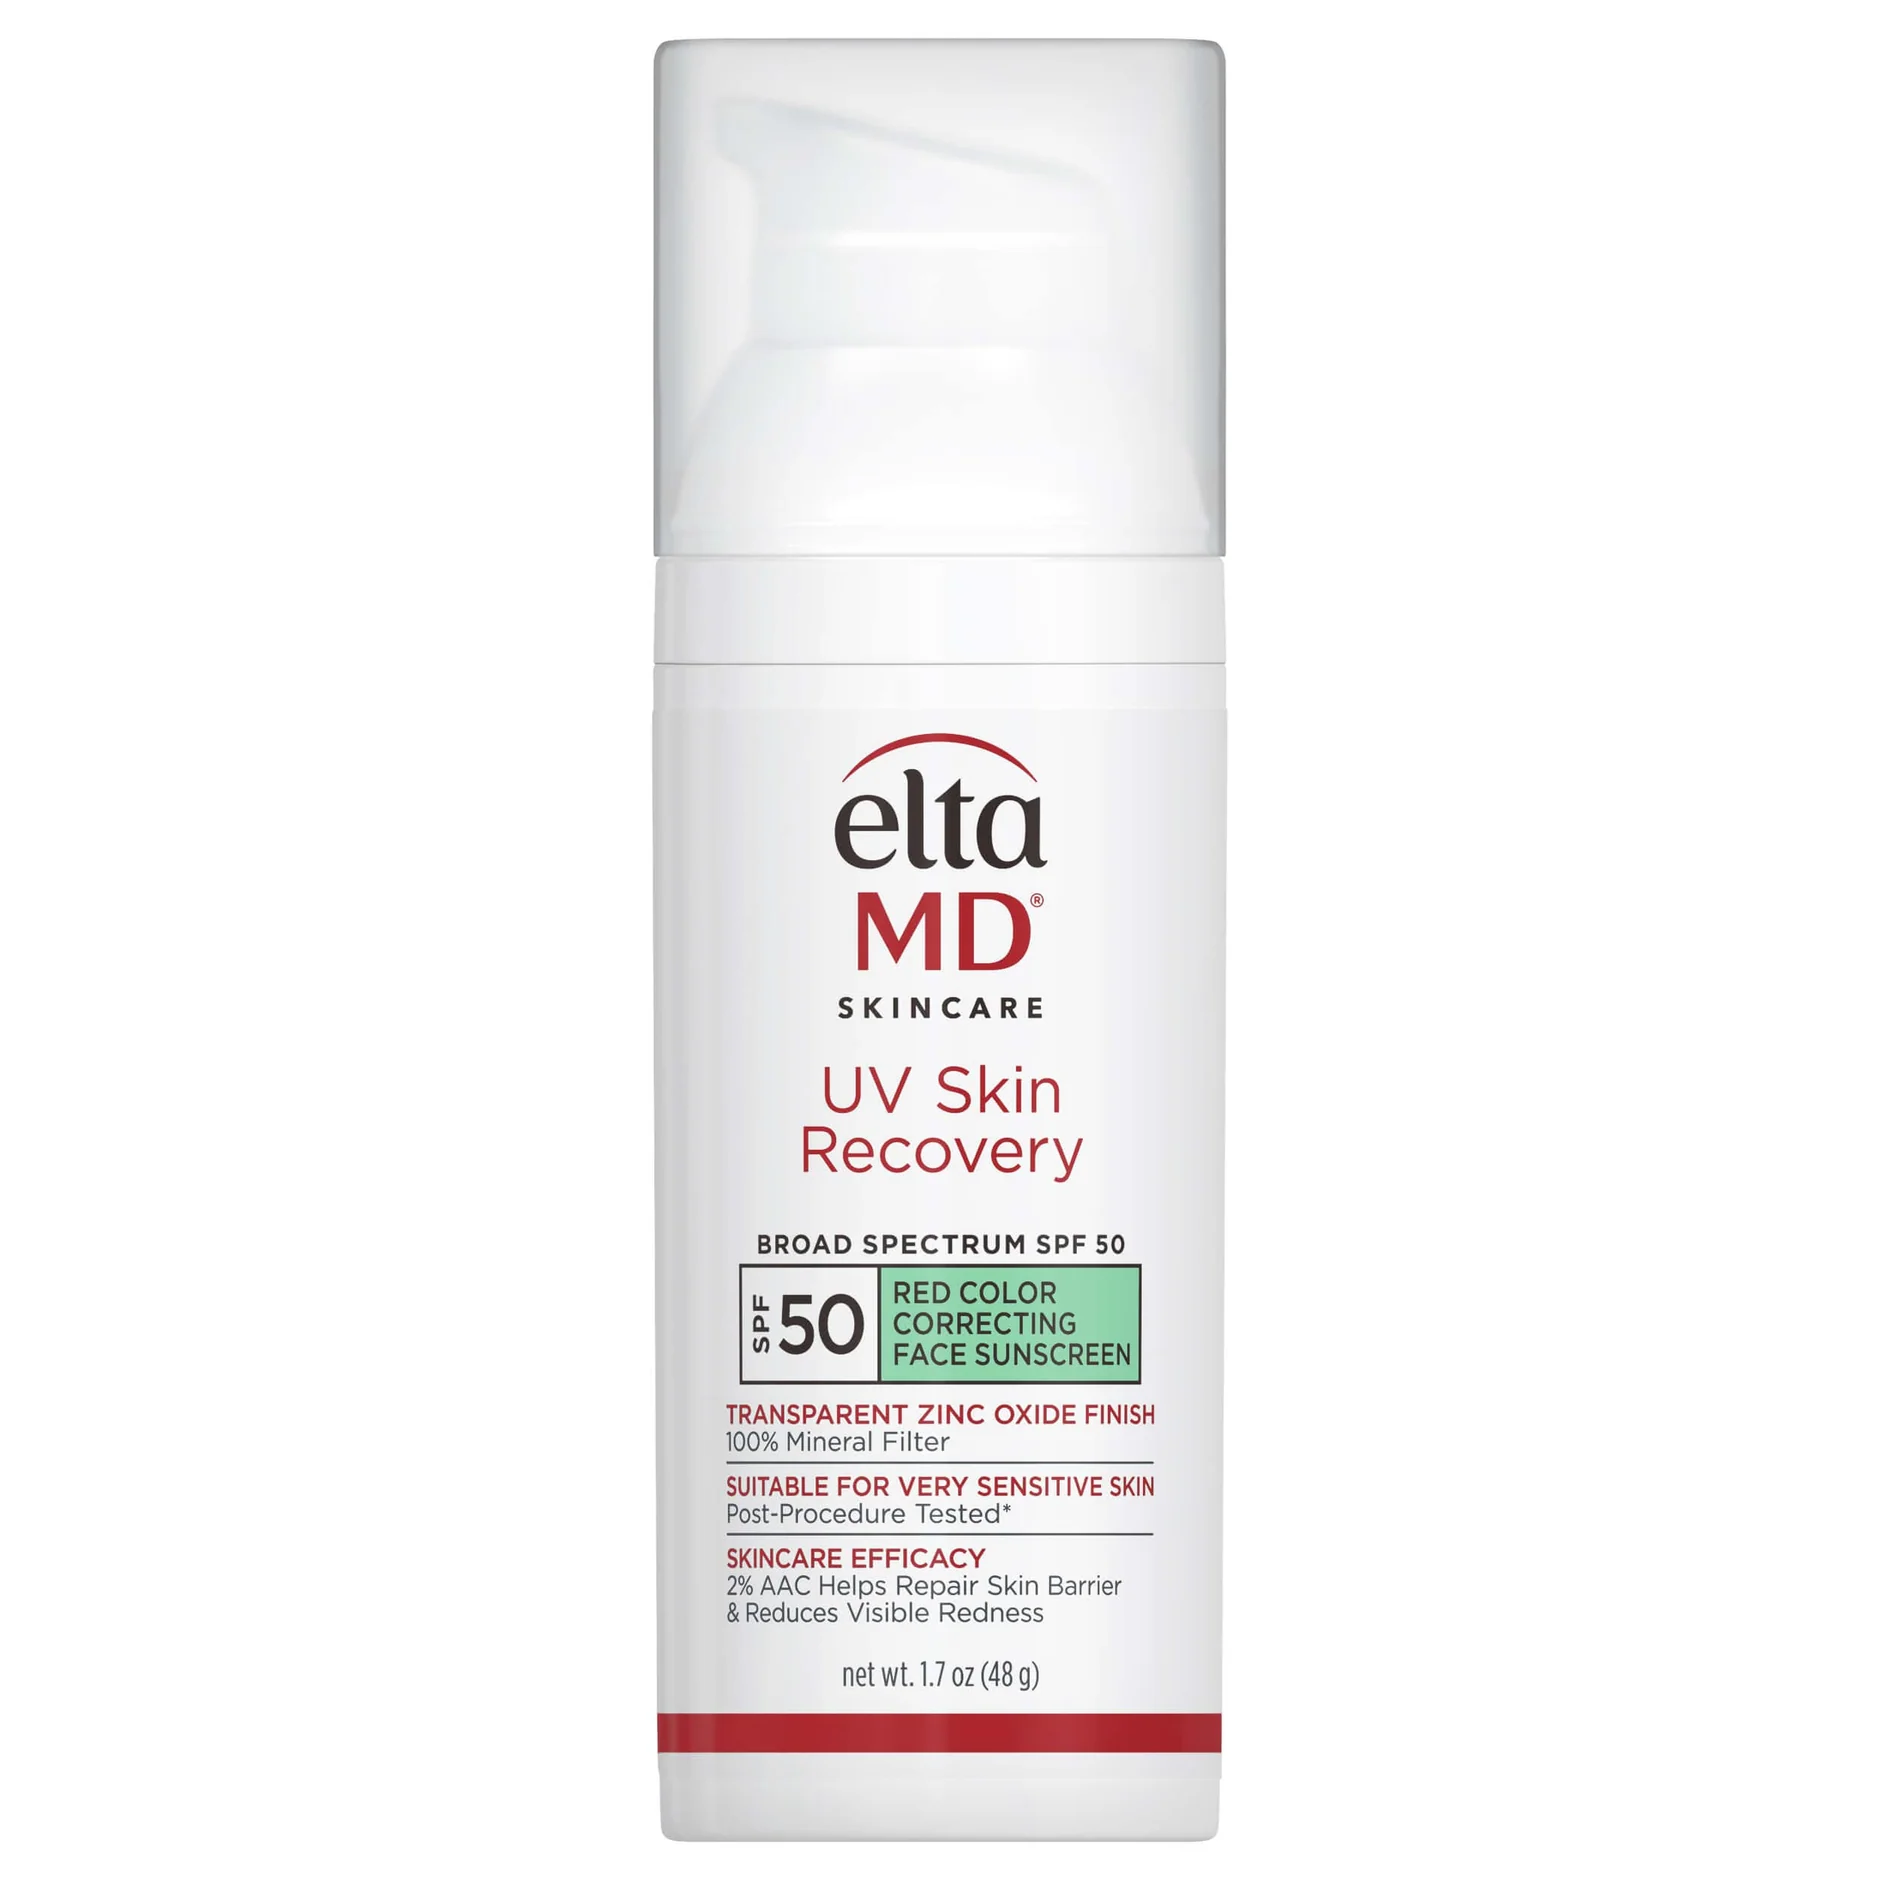 elta
MD®
SKINCARE
UV Skin
Recovery
BROAD SPECTRUM SPF 50
SPF 50
RED COLOR
CORRECTING
FACE SUNSCREEN
TRANSPARENT ZINC OXIDE FINISH
100% Mineral Filter
SUITABLE FOR VERY SENSITIVE SKIN
Post-Procedure Tested*
SKINCARE EFFICACY
2% AAC Helps Repair Skin Barrier
& Reduces Visible Redness
net wt. 1.7 oz (48 g)